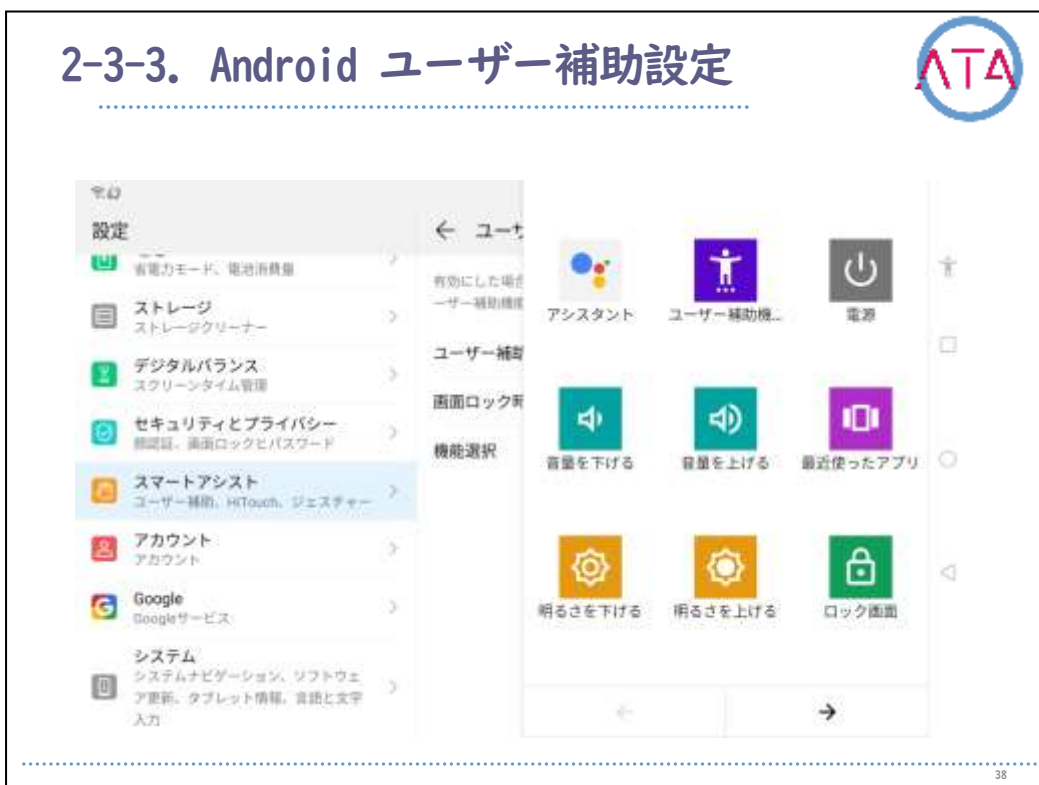 2-3-3. Android ユーザー補助設定
ATA
設定
省電力モード、電池消費量
ストレージ
ストレージクリーナー
デジタルバランス
スクリーンタイム管理
セキュリティとプライバシー
顔認証、画面ロックとパスワード
スマートアシスト
ユーザー補助、HiTouch、ジェスチャー
アカウント
アカウント
Google
Googleサービス
システム
システムナビゲーション、ソフトウェ
ア更新、タブレット情報、言語と文字
入力
← ユーザ
有効にした場合
ーザー補助機能
ユーザー補助
画面ロック時
機能選択
アシスタント
ユーザー補助機...
電源
音量を下げる
音量を上げる
最近使ったアプリ
明るさを下げる
明るさを上げる
ロック画面
← →
38